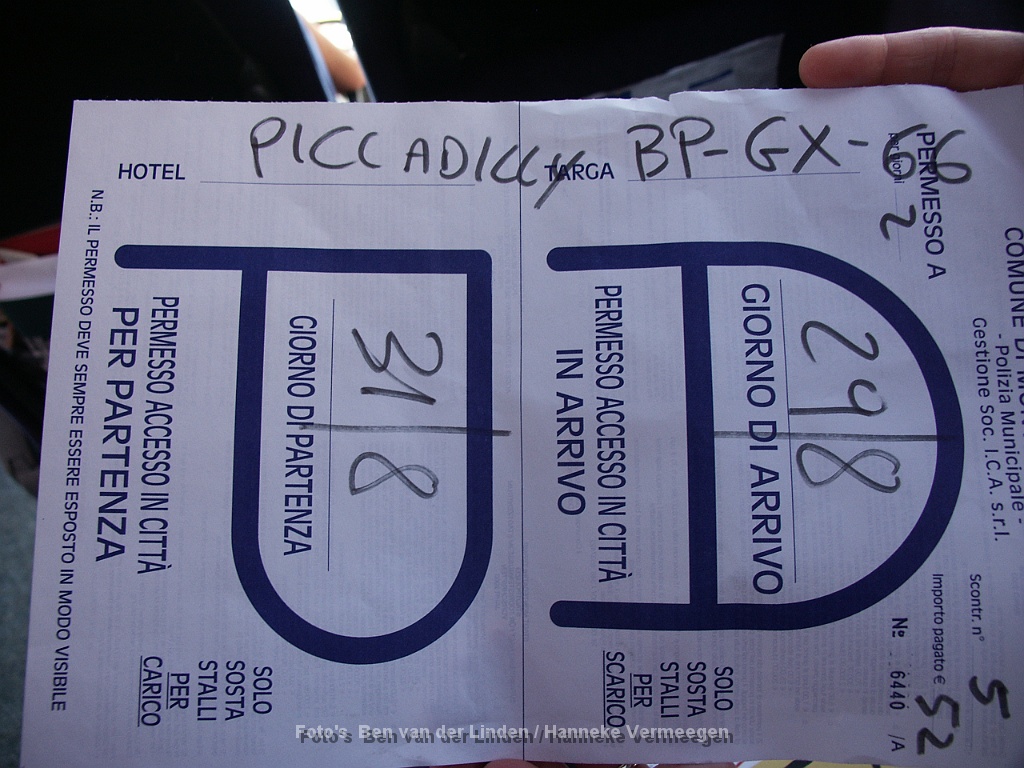 COMUNE DI
- Polizia Municipale -
Gestione Soc. I.C.A. s.r.l.
Scontr. n° 5
PERMESSO A
per giorni 2
Importo pagato € 52
№ 6440 /A
HOTEL PICCADILLY
TARGA BP-GX-66
GIORNO DI ARRIVO
29/8
PERMESSO ACCESSO IN CITTÀ
IN ARRIVO
SOLO
SOSTA
STALLI
PER
SCARICO
GIORNO DI PARTENZA
31/8
PERMESSO ACCESSO IN CITTÀ
PER PARTENZA
SOLO
SOSTA
STALLI
PER
CARICO
N.B.: IL PERMESSO DEVE SEMPRE ESSERE ESPOSTO IN MODO VISIBILE
Foto's Ben van der Linden / Hanneke Vermeegen